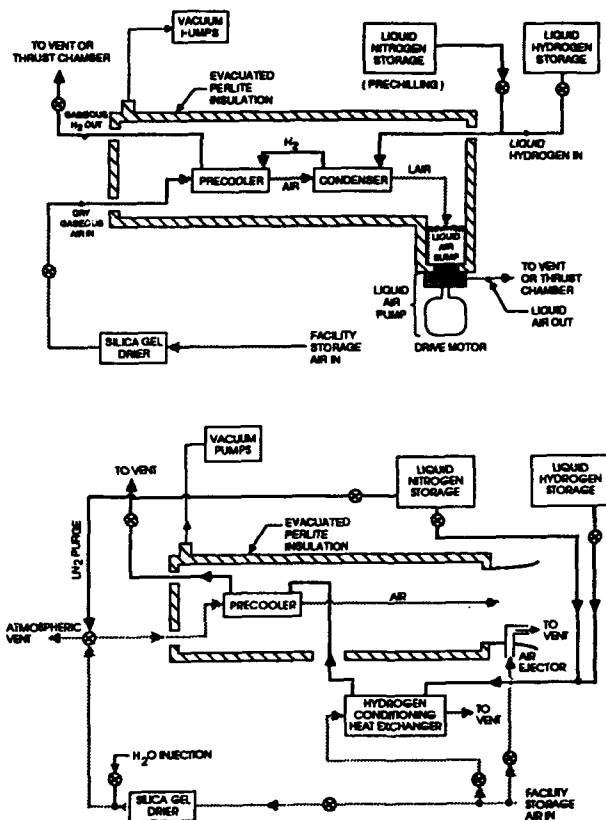 VACUUM
PUMPS
TO VENT OR
THRUST CHAMBER
LIQUID
NITROGEN
STORAGE
LIQUID
HYDROGEN
STORAGE
EVACUATED
PERLITE
INSULATION
(PRECHILLING)
GASEOUS
H2 OUT
H2
LIQUID
HYDROGEN IN
PRECOOLER
AIR
CONDENSER
LAIR
DRY
GASEOUS
AIR IN
LIQUID AIR
SUMP
TO VENT
OR THRUST
CHAMBER
LIQUID
AIR
PUMP
LIQUID
AIR OUT
SILICA GEL
DRIER
FACILITY
STORAGE
AIR IN
DRIVE MOTOR
VACUUM
PUMPS
TO VENT
LIQUID
NITROGEN
STORAGE
LIQUID
HYDROGEN
STORAGE
LN2 PURGE
EVACUATED
PERLITE
INSULATION
PRECOOLER
AIR
ATMOSPHERIC
VENT
TO
VENT
AIR
EJECTOR
HYDROGEN
CONDITIONING
HEAT EXCHANGER
TO
VENT
H2O INJECTION
SILICA GEL
DRIER
FACILITY
STORAGE
AIR IN